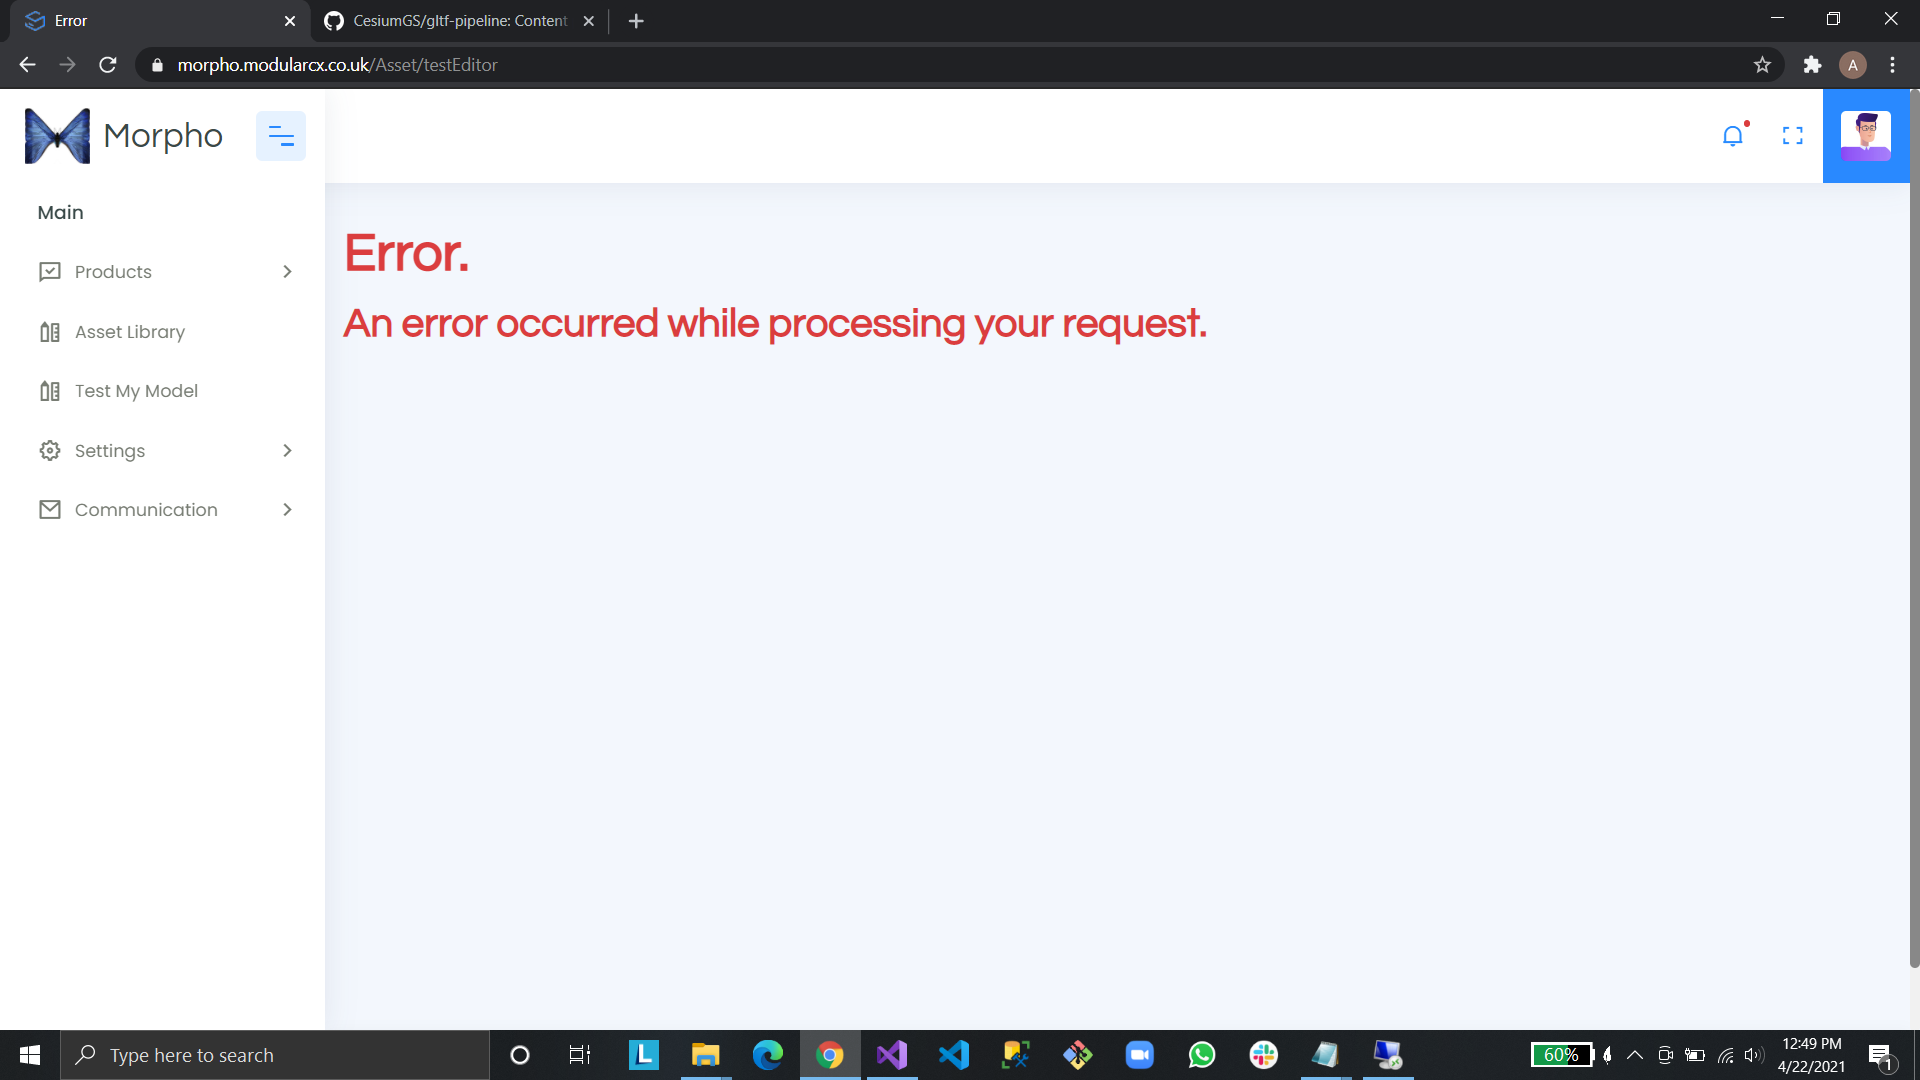 Error
CesiumGS/gltf-pipeline: Content
morpho.modularcx.co.uk/Asset/testEditor
A
Morpho
Main
Products
Asset Library
Test My Model
Settings
Communication
Error.
An error occurred while processing your request.
Type here to search
L
60%
12:49 PM
4/22/2021
1